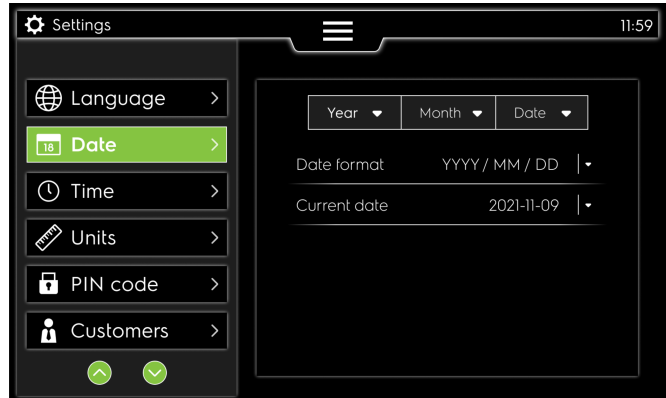 Settings
11:59
Language
18 Date
Time
Units
PIN code
Customers
Year Month Date
Date format YYYY / MM / DD
Current date 2021-11-09